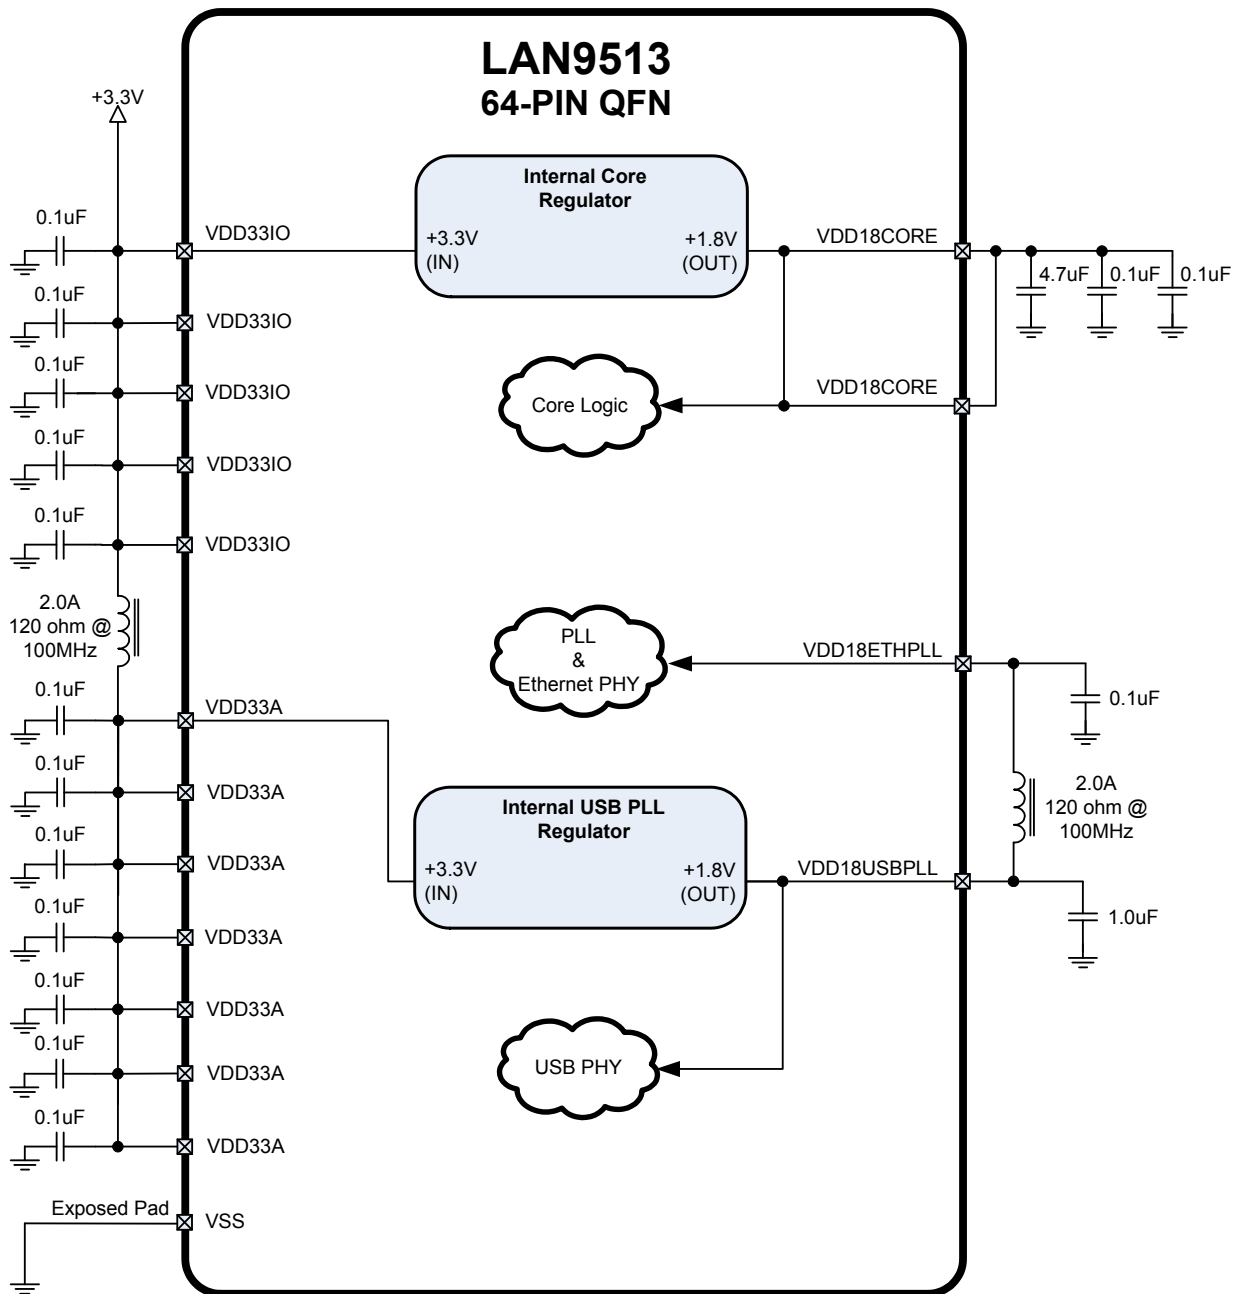 LAN9513
64-PIN QFN
+3.3V
Internal Core
Regulator
0.1uF
VDD33IO
+3.3V
(IN)
+1.8V
(OUT)
VDD18CORE
4.7uF
0.1uF
0.1uF
0.1uF
VDD33IO
0.1uF
VDD33IO
Core Logic
VDD18CORE
0.1uF
VDD33IO
0.1uF
VDD33IO
2.0A
120 ohm @
100MHz
PLL
&
Ethernet PHY
VDD18ETHPLL
0.1uF
0.1uF
VDD33A
0.1uF
VDD33A
2.0A
120 ohm @
100MHz
Internal USB PLL
Regulator
0.1uF
VDD33A
+3.3V
(IN)
+1.8V
(OUT)
VDD18USBPLL
1.0uF
0.1uF
VDD33A
0.1uF
VDD33A
0.1uF
VDD33A
USB PHY
0.1uF
VDD33A
Exposed Pad
VSS